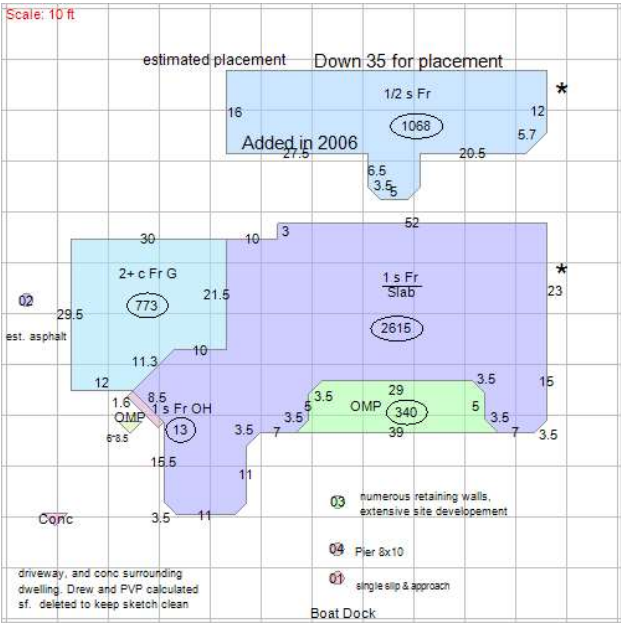 Scale: 10 ft
estimated placement
Down 35 for placement
1/2 s Fr
*
16
12
1068
5.7
Added in 2006
27.5
20.5
6.5
3.5
5
52
3
30
10
2+ c Fr G
1 s Fr
Slab
*
02
773
21.5
23
29.5
est. asphalt
2615
10
11.3
12
29
3.5
15
8.5
3.5
1.6
1 s Fr OH
5
OMP
340
5
OMP
13
3.5
3.5
3.5
6*8.5
7
39
7
3.5
15.5
11
03
numerous retaining walls,
extensive site developement
3.5
11
Conc
04
Pier 8x10
driveway, and conc surrounding
dwelling. Drew and PVP calculated
sf. deleted to keep sketch clean
01
single slip & approach
Boat Dock